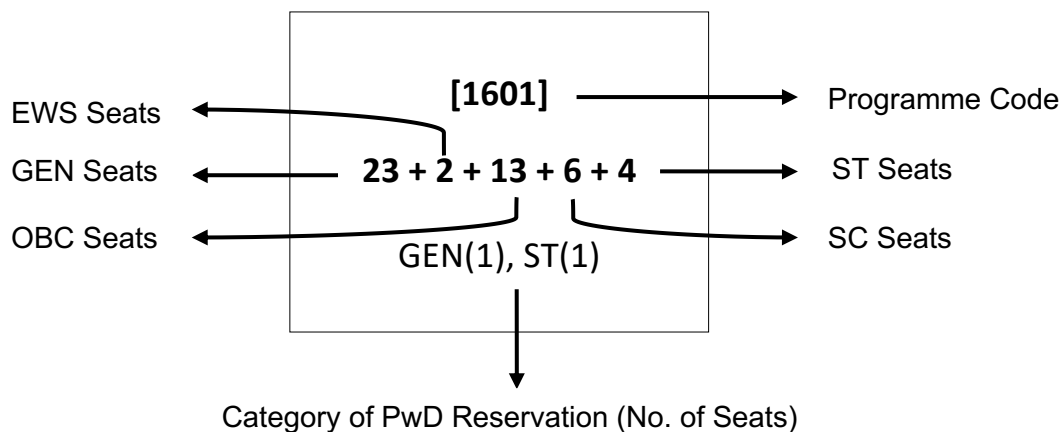 [1601]
Programme Code
EWS Seats
GEN Seats
23 + 2 + 13 + 6 + 4
ST Seats
OBC Seats
SC Seats
GEN(1), ST(1)
Category of PwD Reservation (No. of Seats)